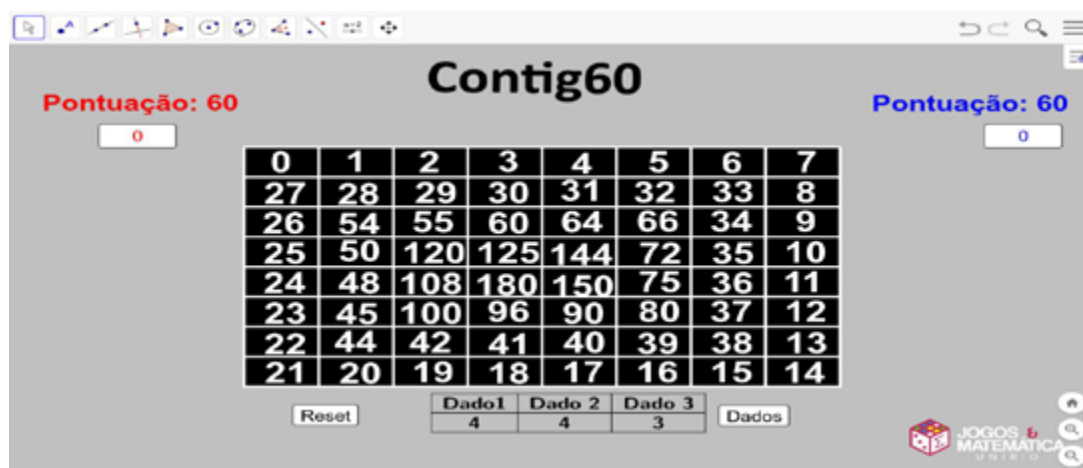 Contig60
Pontuação: 60 Pontuação: 60
0 0
0 1 2 3 4 5 6 7
27 28 29 30 31 32 33 8
26 54 55 60 64 66 34 9
25 50 120 125 144 72 35 10
24 48 108 180 150 75 36 11
23 45 100 96 90 80 37 12
22 44 42 41 40 39 38 13
21 20 19 18 17 16 15 14
Dado1 Dado 2 Dado 3
Reset 4 4 3 Dados
JOGOS &
MATEMÁTICA
UNIRIO